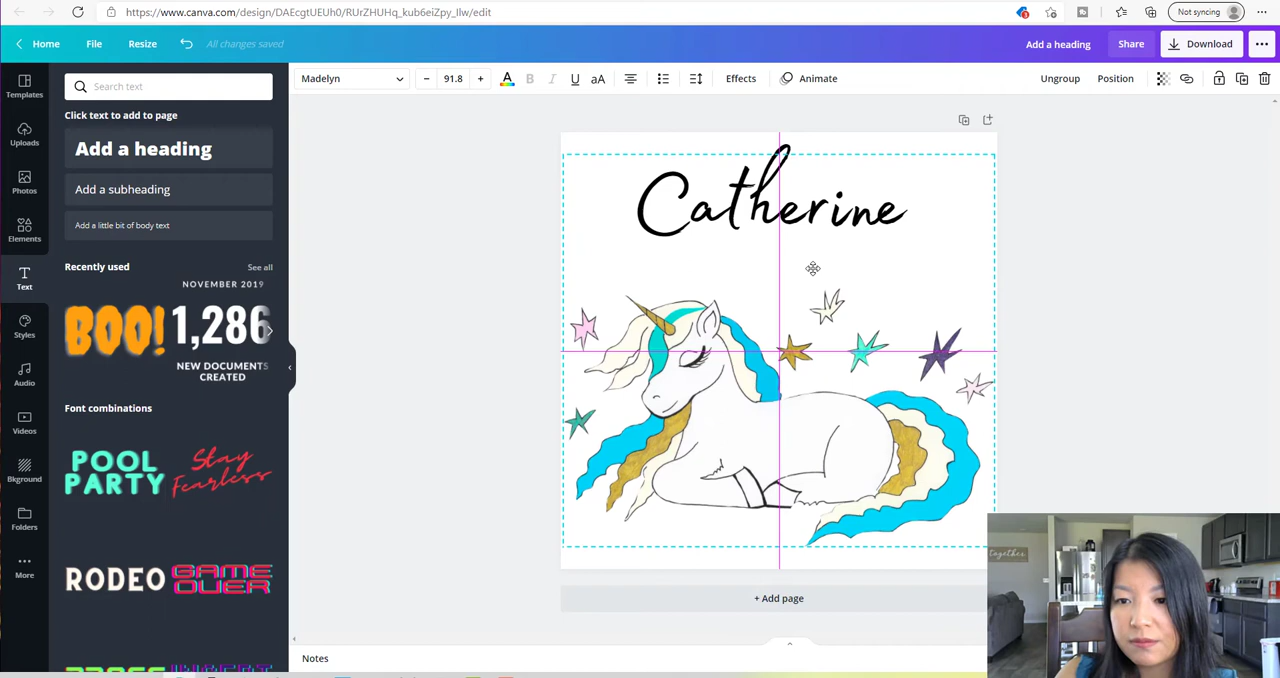 https://www.canva.com/design/DAEcgtUEUh0/RUrZHUHq_kub6eiZpy_Ilw/edit
Not syncing
Home
File
Resize
All changes saved
Add a heading
Share
Download
Templates
Uploads
Photos
Elements
Text
Styles
Audio
Videos
Bkground
Folders
More
Search text
Click text to add to page
Add a heading
Add a subheading
Add a little bit of body text
Recently used
See all
BOO!
NOVEMBER 2019
1,286
NEW DOCUMENTS
CREATED
Font combinations
POOL
PARTY
Stay
Fearless
RODEO
GAME
OVER
Madelyn
91.8
A
B
I
U
aA
Effects
Animate
Ungroup
Position
Catherine
+ Add page
Notes
together